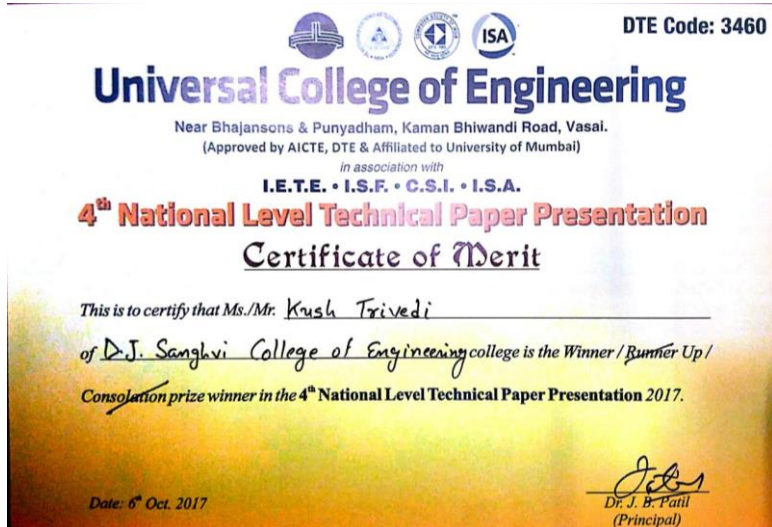 ISA
DTE Code: 3460
Universal College of Engineering
Near Bhajansons & Punyadham, Kaman Bhiwandi Road, Vasai.
(Approved by AICTE, DTE & Affiliated to University of Mumbai)
in association with
I.E.T.E. • I.S.F. • C.S.I. • I.S.A.
4th National Level Technical Paper Presentation
Certificate of Merit
This is to certify that Ms./Mr. Kush Trivedi
of D.J. Sanghvi College of Engineering college is the Winner / Runner Up /
Consolation prize winner in the 4th National Level Technical Paper Presentation 2017.
Date: 6th Oct. 2017
Dr. J. B. Patil
(Principal)